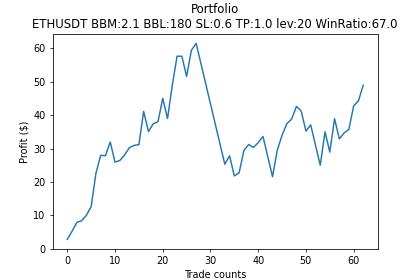 Portfolio
ETHUSDT BBM:2.1 BBL:180 SL:0.6 TP:1.0 lev:20 WinRatio:67.0
60
50
40
30
20
10
0
Profit ($)
0 10 20 30 40 50 60
Trade counts